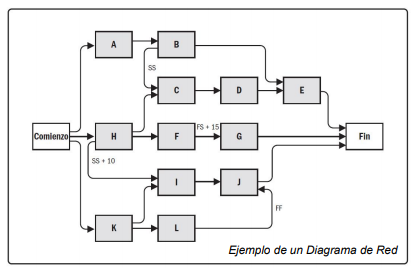 A
B
SS
C
D
E
Comienzo
H
F
FS + 15
G
Fin
SS + 10
I
J
K
L
FF
Ejemplo de un Diagrama de Red